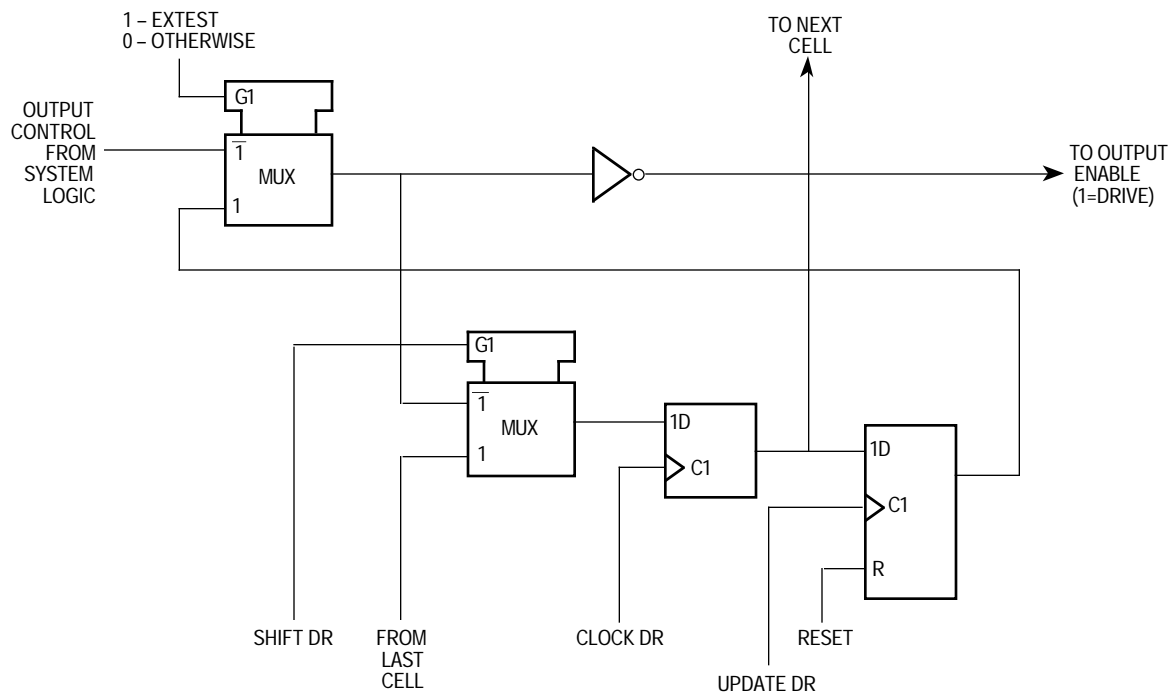 1 – EXTEST
0 – OTHERWISE
TO NEXT
CELL
G1
OUTPUT
CONTROL
FROM
SYSTEM
LOGIC
1̅
MUX
1
TO OUTPUT
ENABLE
(1=DRIVE)
G1
1̅
MUX
1
1D
C1
1D
C1
R
SHIFT DR
FROM
LAST
CELL
CLOCK DR
RESET
UPDATE DR